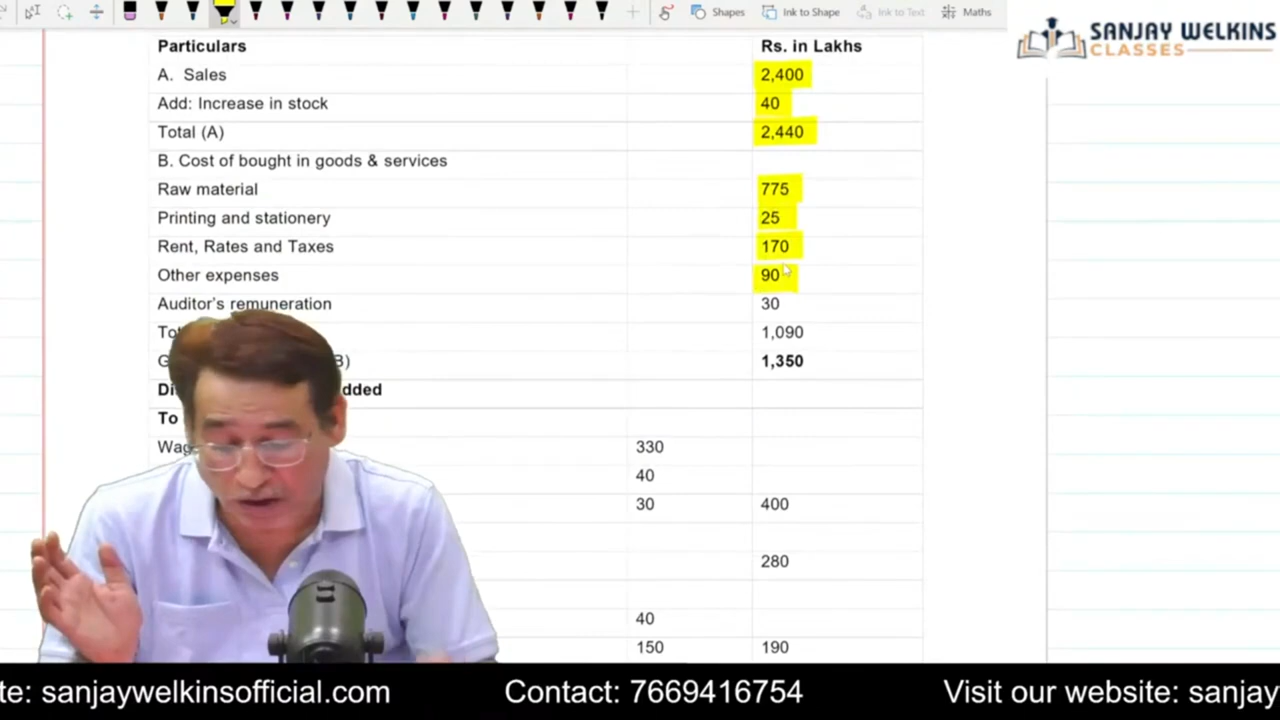 Shapes Ink to Shape Ink to Text Maths
SANJAY WELKINS
CLASSES
Particulars Rs. in Lakhs
A. Sales 2,400
Add: Increase in stock 40
Total (A) 2,440
B. Cost of bought in goods & services
Raw material 775
Printing and stationery 25
Rent, Rates and Taxes 170
Other expenses 90
Auditor's remuneration 30
1,090
B) 1,350
To
330
40
30 400
280
40
150 190
te: sanjaywelkinsofficial.com Contact: 7669416754 Visit our website: sanjay